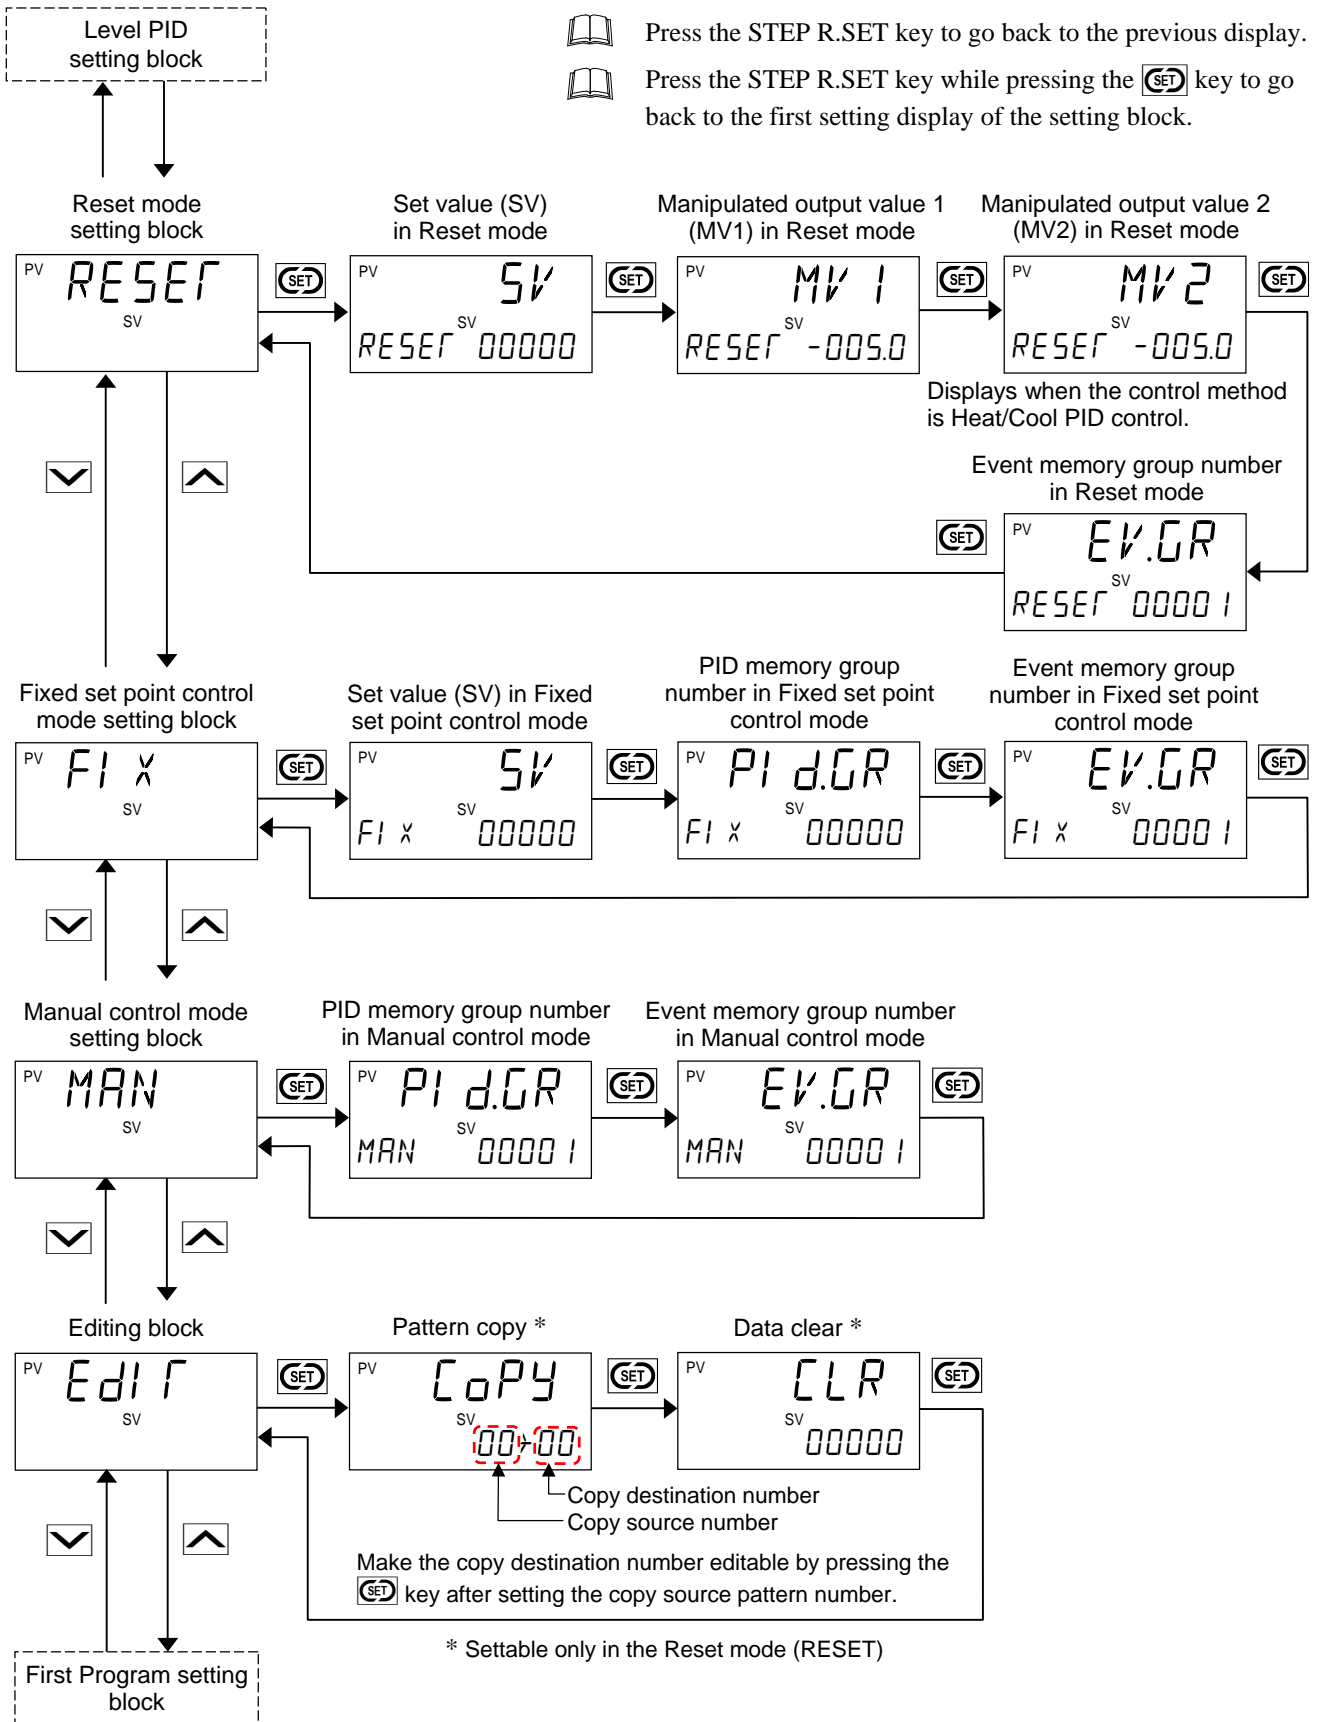 Level PID
setting block
Press the STEP R.SET key to go back to the previous display.
Press the STEP R.SET key while pressing the SET key to go
back to the first setting display of the setting block.
Reset mode
setting block
Set value (SV)
in Reset mode
Manipulated output value 1
(MV1) in Reset mode
Manipulated output value 2
(MV2) in Reset mode
PV RESET
SV
SET
PV SV
SV
RESET 00000
SET
PV MV 1
SV
RESET -005.0
SET
PV MV2
SV
RESET -005.0
SET
Displays when the control method
is Heat/Cool PID control.
Event memory group number
in Reset mode
SET
PV EV.GR
SV
RESET 00001
Fixed set point control
mode setting block
Set value (SV) in Fixed
set point control mode
PID memory group
number in Fixed set point
control mode
Event memory group
number in Fixed set point
control mode
PV FIX
SV
SET
PV SV
SV
FIX 00000
SET
PV PId.GR
SV
FIX 00000
SET
PV EV.GR
SV
FIX 00001
SET
Manual control mode
setting block
PID memory group number
in Manual control mode
Event memory group number
in Manual control mode
PV MAN
SV
SET
PV PId.GR
SV
MAN 00001
SET
PV EV.GR
SV
MAN 00001
SET
Editing block
Pattern copy *
Data clear *
PV EdIT
SV
SET
PV CoPY
SV
00→00
SET
PV CLR
SV
00000
SET
Copy destination number
Copy source number
Make the copy destination number editable by pressing the
SET key after setting the copy source pattern number.
* Settable only in the Reset mode (RESET)
First Program setting
block